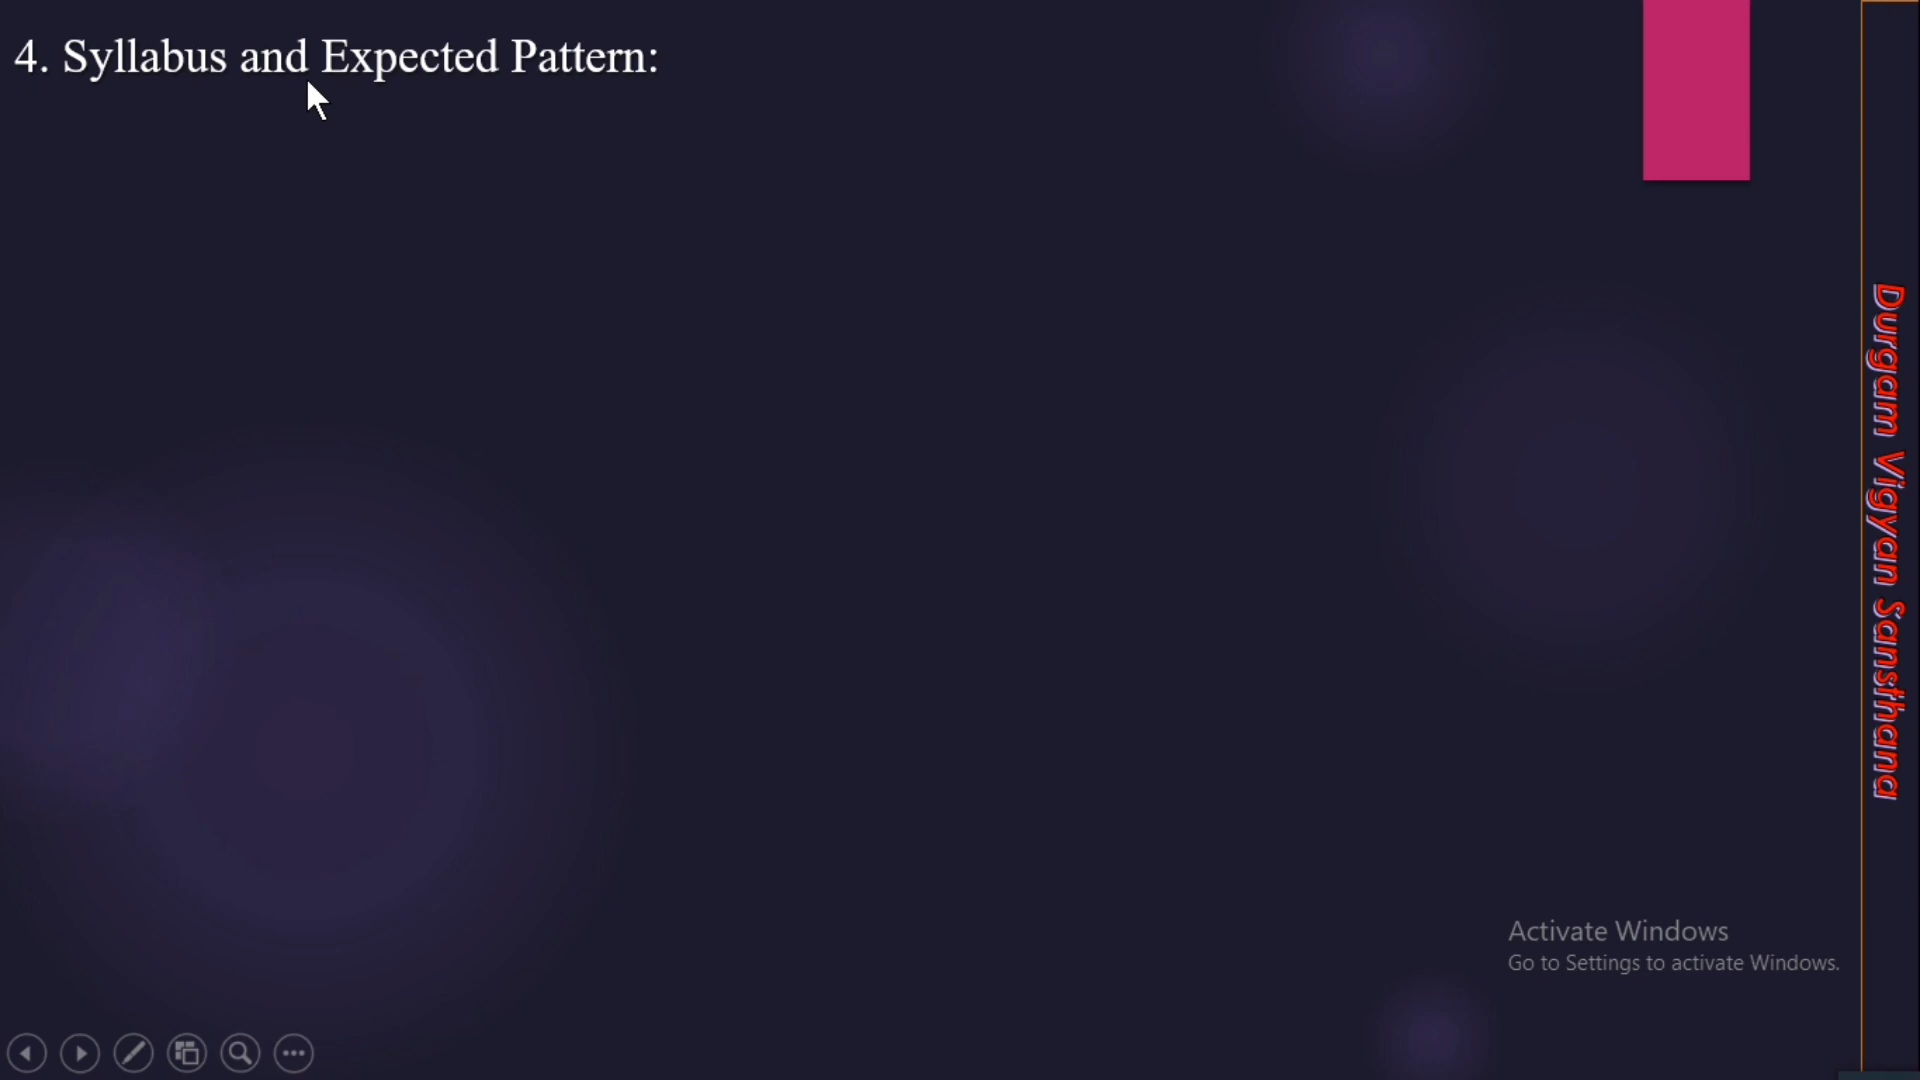 4. Syllabus and Expected Pattern:
Durgam Vigyan Sansthana
Activate Windows
Go to Settings to activate Windows.